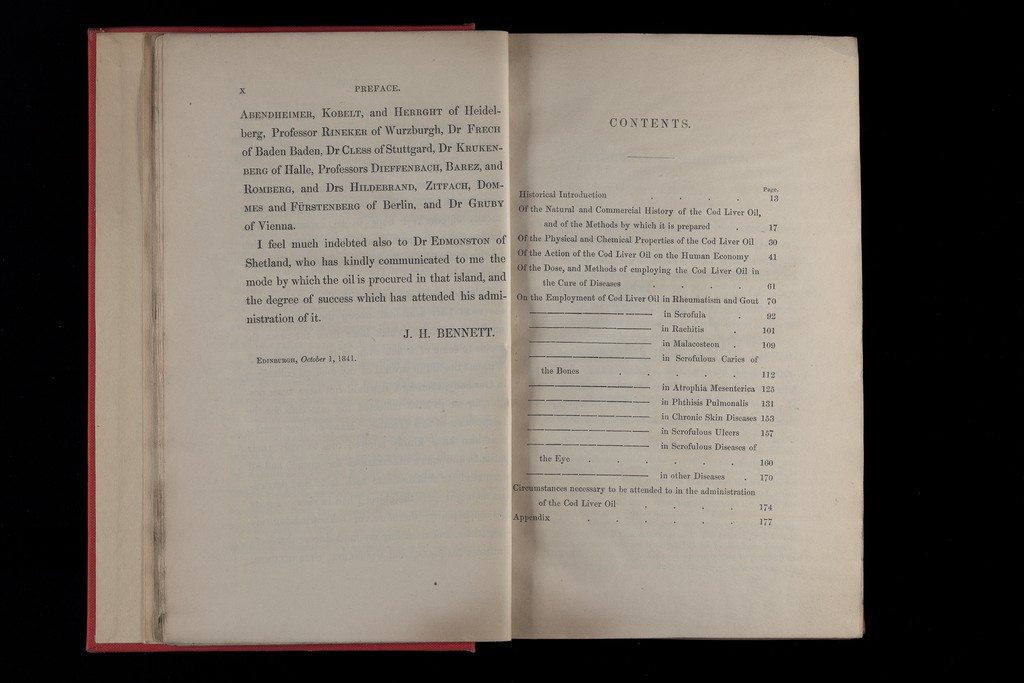 x PREFACE.
Abendheimer, Kobelt, and Herrght of Heidel-
berg, Professor Rineker of Wurzburgh, Dr Frech
of Baden Baden, Dr Cless of Stuttgard, Dr Kruken-
berg of Halle, Professors Dieffenbach, Barez, and
Romberg, and Drs Hildebrand, Zitfach, Dom-
mes and Fürstenberg of Berlin, and Dr Gruby
of Vienna.
I feel much indebted also to Dr Edmonston of
Shetland, who has kindly communicated to me the
mode by which the oil is procured in that island, and
the degree of success which has attended his admi-
nistration of it.
J. H. BENNETT.
Edinburgh, October 1, 1841.
CONTENTS.
Page.
Historical Introduction . . . . 13
Of the Natural and Commercial History of the Cod Liver Oil,
and of the Methods by which it is prepared . . 17
Of the Physical and Chemical Properties of the Cod Liver Oil 30
Of the Action of the Cod Liver Oil on the Human Economy 41
Of the Dose, and Methods of employing the Cod Liver Oil in
the Cure of Diseases . . . . 61
On the Employment of Cod Liver Oil in Rheumatism and Gout 70
——— in Scrofula . 92
——— in Rachitis . 101
——— in Malacosteon . 109
——— in Scrofulous Caries of
the Bones . . . . . 112
——— in Atrophia Mesenterica 125
——— in Phthisis Pulmonalis 131
——— in Chronic Skin Diseases 153
——— in Scrofulous Ulcers 157
——— in Scrofulous Diseases of
the Eye . . . . . . 160
——— in other Diseases . 170
Circumstances necessary to be attended to in the administration
of the Cod Liver Oil . . . . 174
Appendix . . . . . . 177